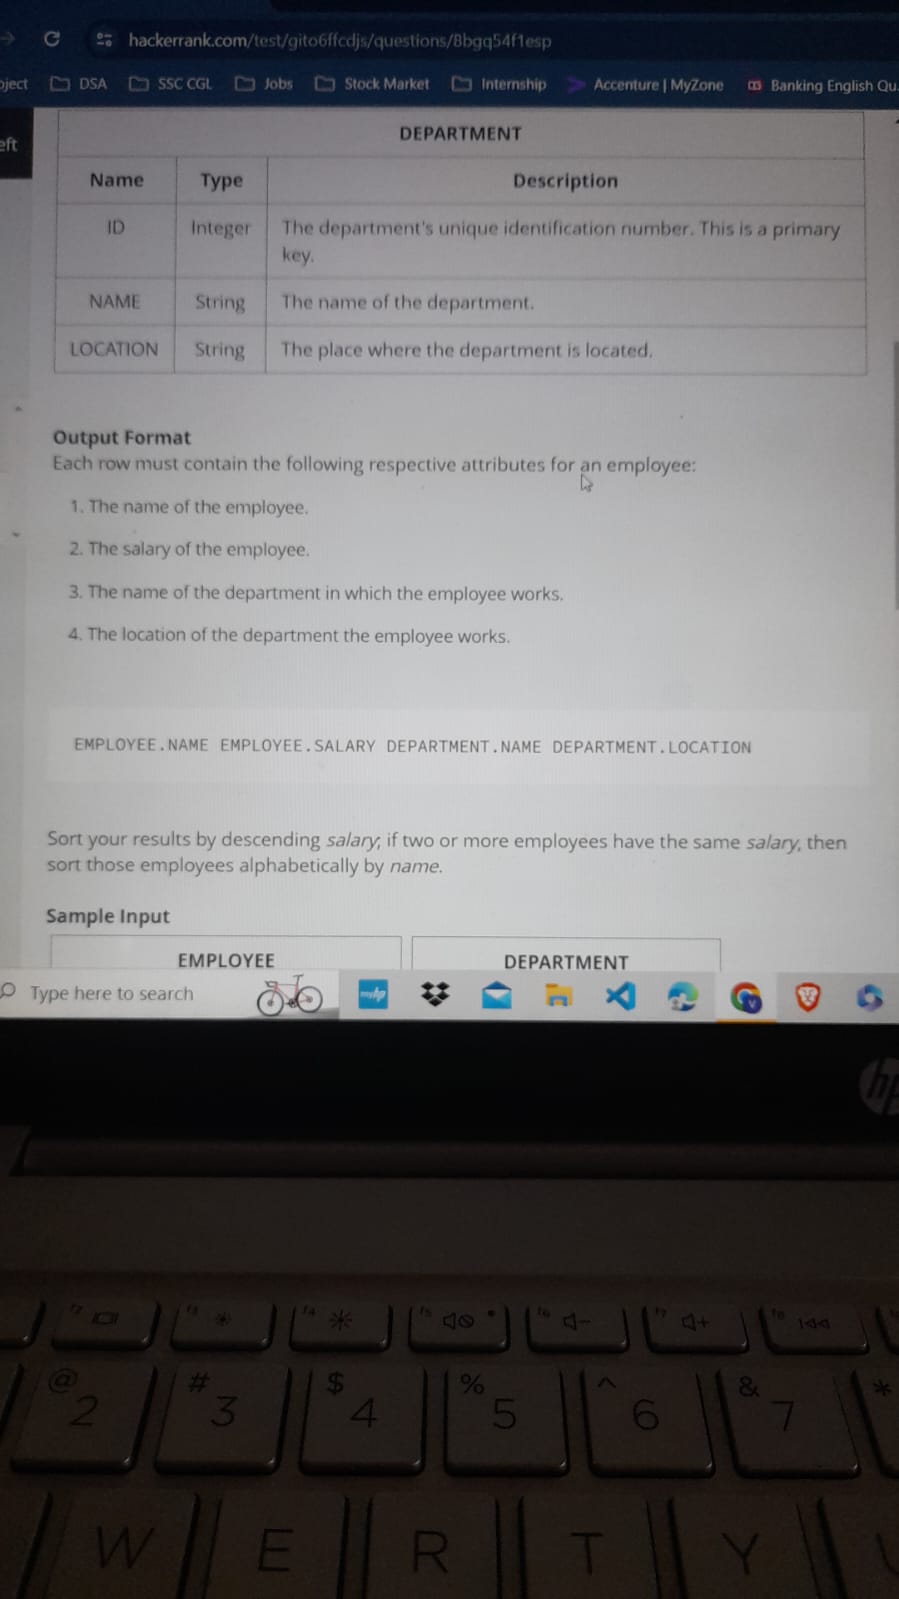 hackerrank.com/test/gito6ffcdjs/questions/8bgq54f1esp
oject DSA SSC CGL Jobs Stock Market Internship Accenture | MyZone Banking English Qu
eft
DEPARTMENT
Name Type Description
ID Integer The department's unique identification number. This is a primary
key.
NAME String The name of the department.
LOCATION String The place where the department is located.
Output Format
Each row must contain the following respective attributes for an employee:
1. The name of the employee.
2. The salary of the employee.
3. The name of the department in which the employee works.
4. The location of the department the employee works.
EMPLOYEE.NAME EMPLOYEE.SALARY DEPARTMENT.NAME DEPARTMENT.LOCATION
Sort your results by descending salary, if two or more employees have the same salary, then
sort those employees alphabetically by name.
Sample Input
EMPLOYEE DEPARTMENT
Type here to search
myhp
hp
@ # $ % ^ & *
2 3 4 5 6 7
W E R T Y